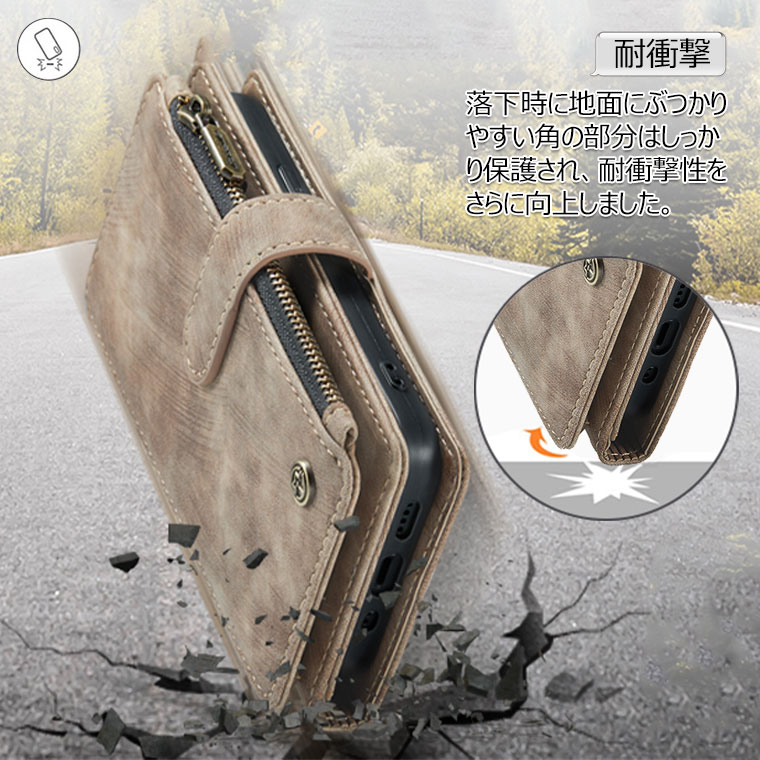 耐衝撃
落下時に地面にぶつかり
やすい角の部分はしっか
り保護され、耐衝撃性を
さらに向上しました。